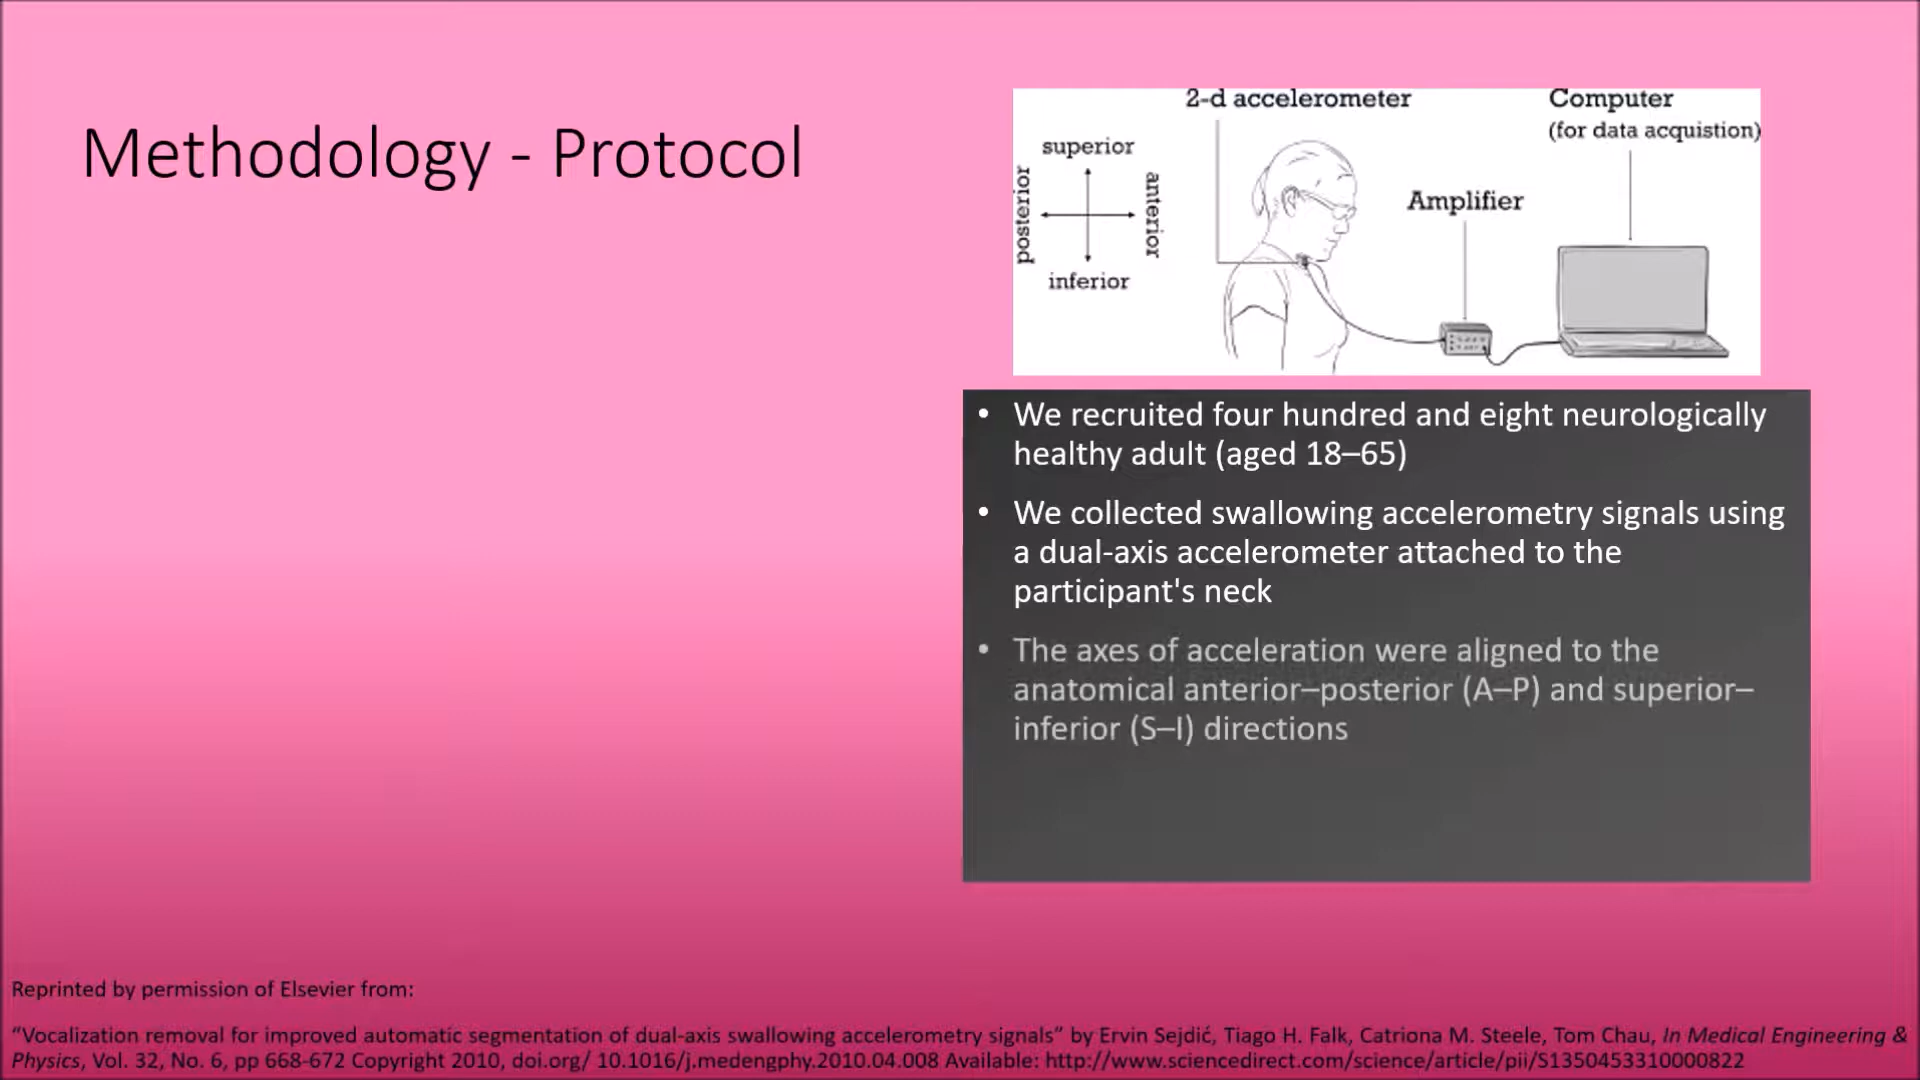 Methodology - Protocol
2-d accelerometer
Computer
(for data acquistion)
superior
posterior
anterior
Amplifier
inferior
• We recruited four hundred and eight neurologically
healthy adult (aged 18–65)
• We collected swallowing accelerometry signals using
a dual-axis accelerometer attached to the
participant's neck
• The axes of acceleration were aligned to the
anatomical anterior–posterior (A–P) and superior–
inferior (S–I) directions
Reprinted by permission of Elsevier from:
“Vocalization removal for improved automatic segmentation of dual-axis swallowing accelerometry signals” by Ervin Sejdić, Tiago H. Falk, Catriona M. Steele, Tom Chau, In Medical Engineering &
Physics, Vol. 32, No. 6, pp 668-672 Copyright 2010, doi.org/ 10.1016/j.medengphy.2010.04.008 Available: http://www.sciencedirect.com/science/article/pii/S1350453310000822